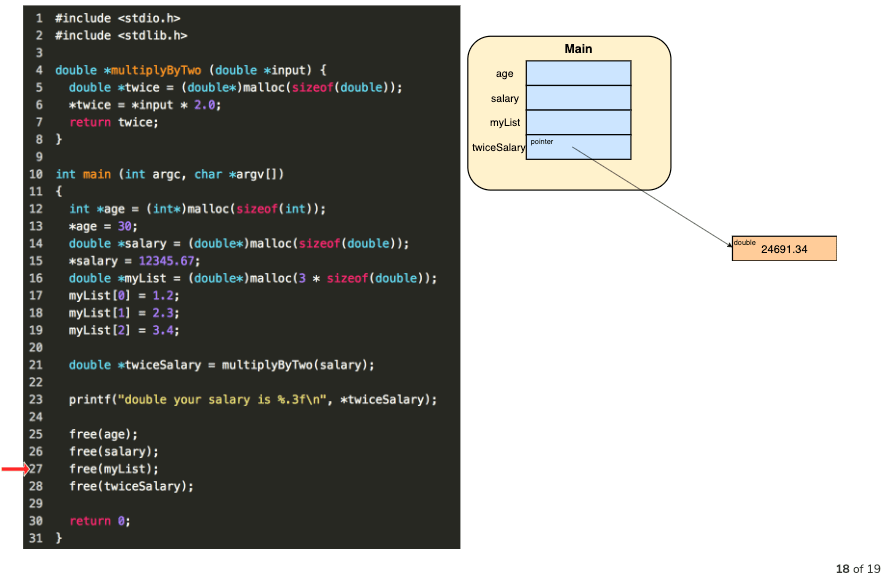 1 #include <stdio.h>
2 #include <stdlib.h>
3
4 double *multiplyByTwo (double *input) {
5   double *twice = (double*)malloc(sizeof(double));
6   *twice = *input * 2.0;
7   return twice;
8 }
9
10 int main (int argc, char *argv[])
11 {
12   int *age = (int*)malloc(sizeof(int));
13   *age = 30;
14   double *salary = (double*)malloc(sizeof(double));
15   *salary = 12345.67;
16   double *myList = (double*)malloc(3 * sizeof(double));
17   myList[0] = 1.2;
18   myList[1] = 2.3;
19   myList[2] = 3.4;
20
21   double *twiceSalary = multiplyByTwo(salary);
22
23   printf("double your salary is %.3f\n", *twiceSalary);
24
25   free(age);
26   free(salary);
27   free(myList);
28   free(twiceSalary);
29
30   return 0;
31 }
Main
age
salary
myList
twiceSalary pointer
double
24691.34
18 of 19